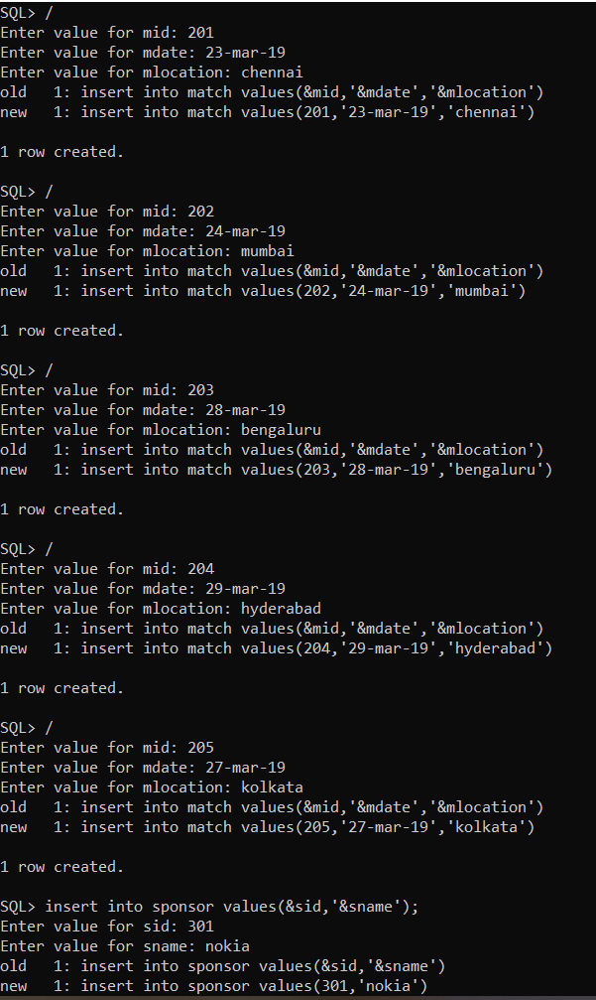 SQL> /
Enter value for mid: 201
Enter value for mdate: 23-mar-19
Enter value for mlocation: chennai
old   1: insert into match values(&mid,'&mdate','&mlocation')
new   1: insert into match values(201,'23-mar-19','chennai')
1 row created.
SQL> /
Enter value for mid: 202
Enter value for mdate: 24-mar-19
Enter value for mlocation: mumbai
old   1: insert into match values(&mid,'&mdate','&mlocation')
new   1: insert into match values(202,'24-mar-19','mumbai')
1 row created.
SQL> /
Enter value for mid: 203
Enter value for mdate: 28-mar-19
Enter value for mlocation: bengaluru
old   1: insert into match values(&mid,'&mdate','&mlocation')
new   1: insert into match values(203,'28-mar-19','bengaluru')
1 row created.
SQL> /
Enter value for mid: 204
Enter value for mdate: 29-mar-19
Enter value for mlocation: hyderabad
old   1: insert into match values(&mid,'&mdate','&mlocation')
new   1: insert into match values(204,'29-mar-19','hyderabad')
1 row created.
SQL> /
Enter value for mid: 205
Enter value for mdate: 27-mar-19
Enter value for mlocation: kolkata
old   1: insert into match values(&mid,'&mdate','&mlocation')
new   1: insert into match values(205,'27-mar-19','kolkata')
1 row created.
SQL> insert into sponsor values(&sid,'&sname');
Enter value for sid: 301
Enter value for sname: nokia
old   1: insert into sponsor values(&sid,'&sname')
new   1: insert into sponsor values(301,'nokia')